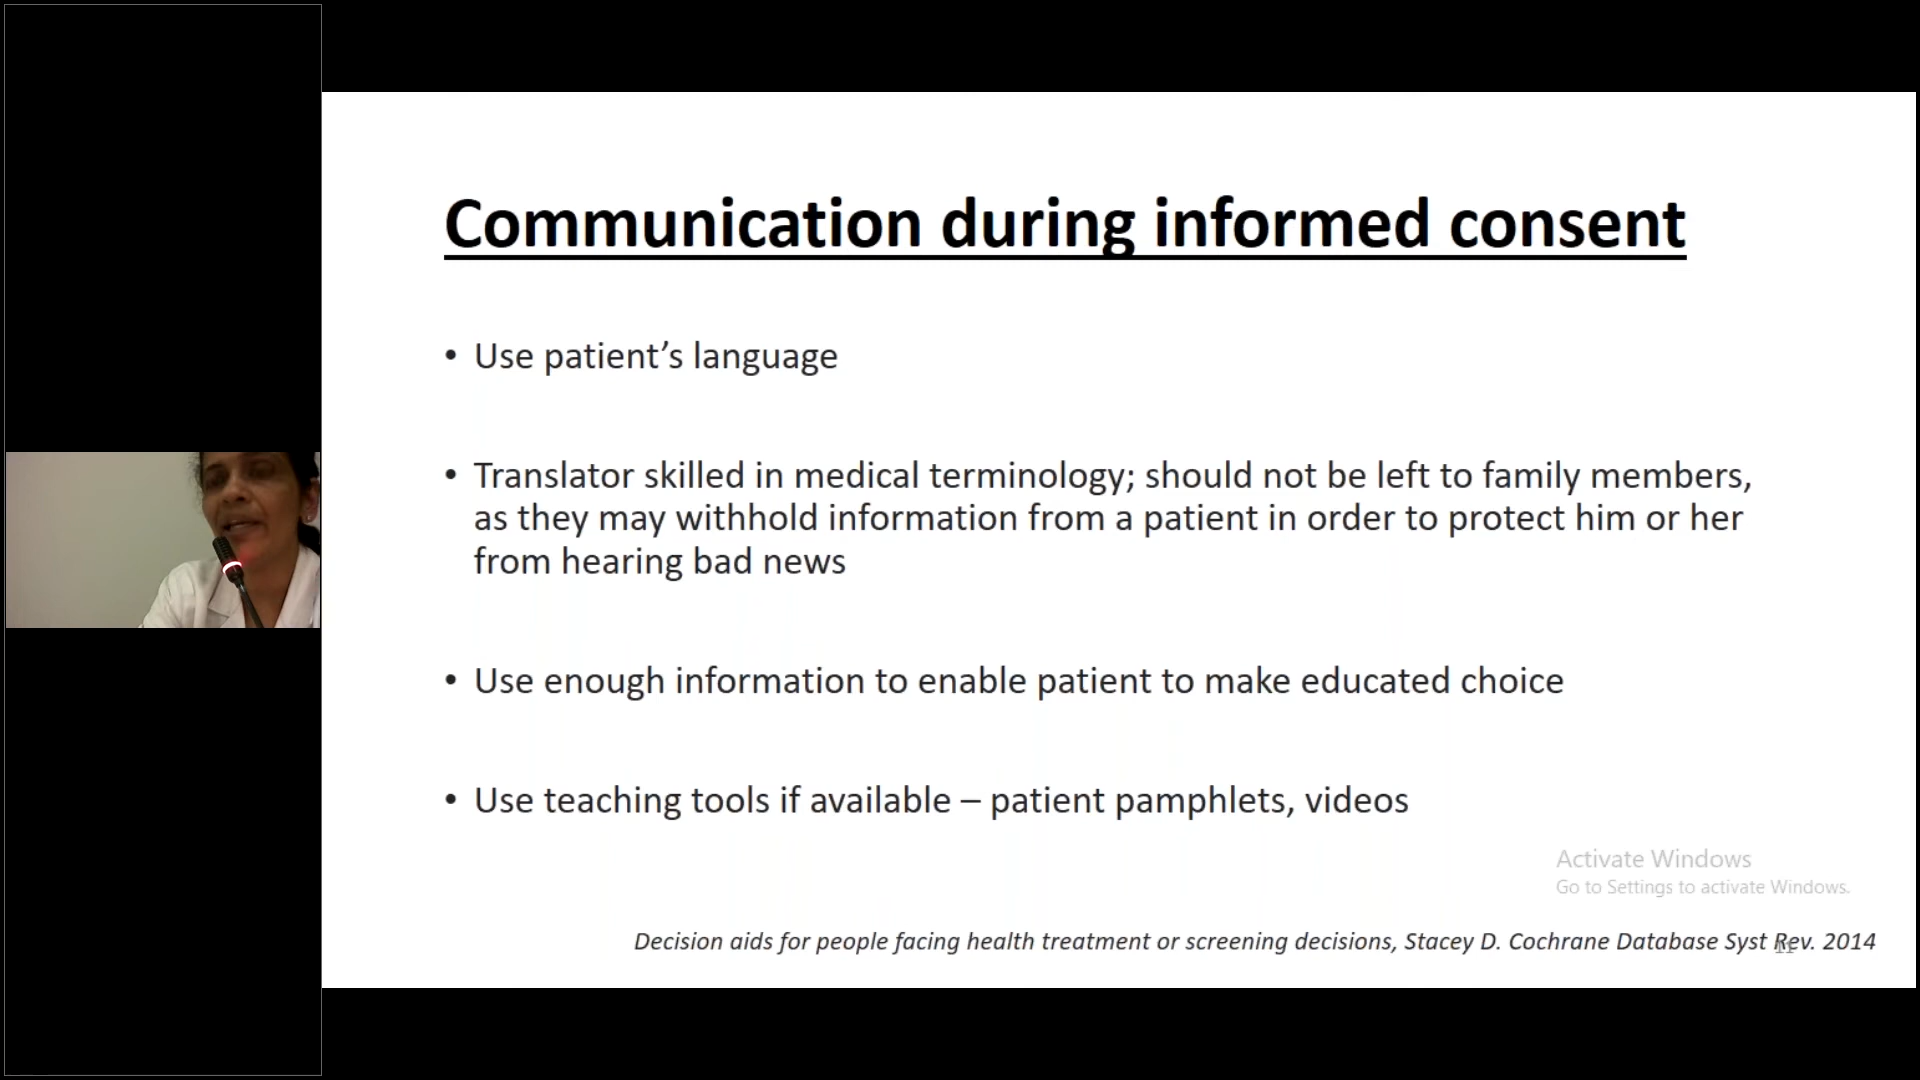 Communication during informed consent
• Use patient’s language
• Translator skilled in medical terminology; should not be left to family members,
as they may withhold information from a patient in order to protect him or her
from hearing bad news
• Use enough information to enable patient to make educated choice
• Use teaching tools if available – patient pamphlets, videos
Activate Windows
Go to Settings to activate Windows.
Decision aids for people facing health treatment or screening decisions, Stacey D. Cochrane Database Syst Rev. 2014
11